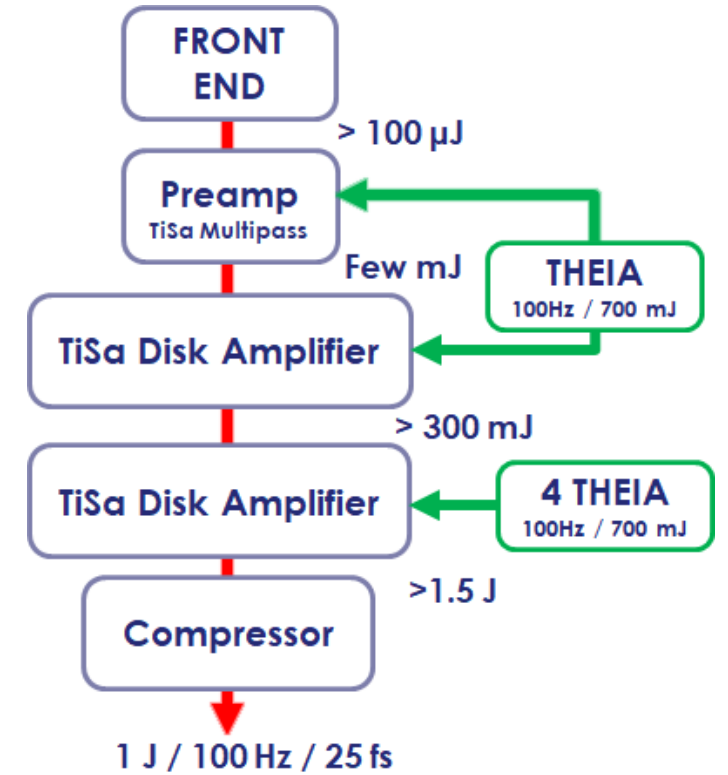 FRONT
END
> 100 µJ
Preamp
TiSa Multipass
Few mJ
THEIA
100Hz / 700 mJ
TiSa Disk Amplifier
> 300 mJ
TiSa Disk Amplifier
4 THEIA
100Hz / 700 mJ
>1.5 J
Compressor
1 J / 100 Hz / 25 fs